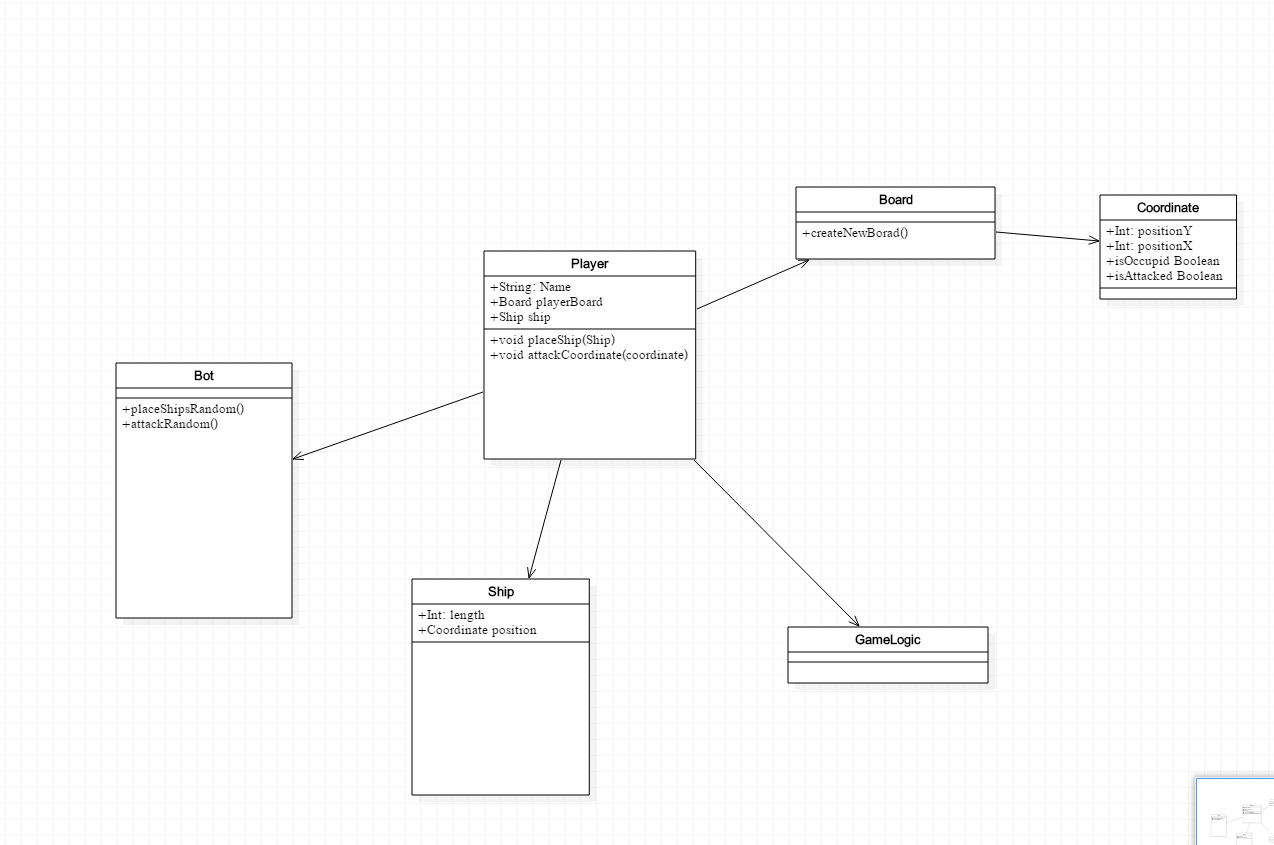 Board
+createNewBorad()
Coordinate
+Int: positionY
+Int: positionX
+isOccupid Boolean
+isAttacked Boolean
Player
+String: Name
+Board playerBoard
+Ship ship
+void placeShip(Ship)
+void attackCoordinate(coordinate)
Bot
+placeShipsRandom()
+attackRandom()
Ship
+Int: length
+Coordinate position
GameLogic